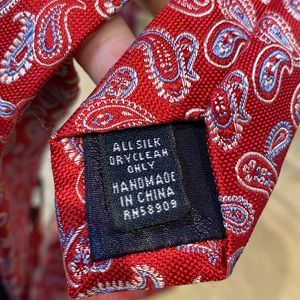 ALL SILK
DRYCLEAN
ONLY
HANDMADE
IN CHINA
RN58909